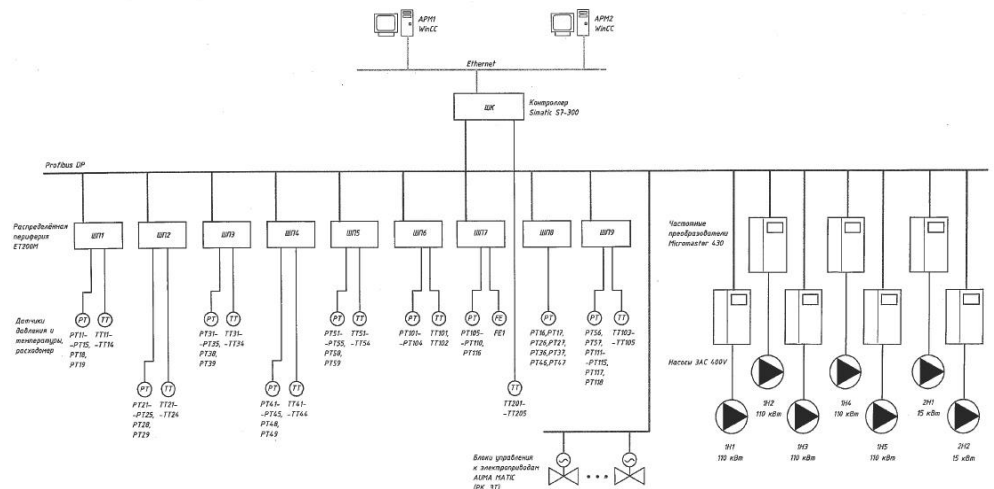 АРМ1
WinCC
АРМ2
WinCC
Ethernet
ШК
Контроллер
Simatic S7-300
Profibus DP
Распределённая
периферия
ET200M
ШП1
ШП2
ШП3
ШП4
ШП5
ШП6
ШП7
ШП8
ШП9
Частотные
преобразователи
Micromaster 430
Датчики
давления и
температуры,
расходомер
PT
TT
PT11-
-PT15,
PT18,
PT19
TT11-
-TT14
PT
TT
PT21-
-PT25,
PT28,
PT29
TT21-
-TT24
PT
TT
PT31-
-PT35,
PT38,
PT39
TT31-
-TT34
PT
TT
PT41-
-PT45,
PT48,
PT49
TT41-
-TT44
PT
TT
PT51-
-PT55,
PT58,
PT59
TT51-
-TT54
PT
TT
PT101-
-PT104
TT101,
TT102
PT
FE
PT105-
-PT110,
PT116
FE1
TT
TT201-
-TT205
PT
PT16,PT17,
PT26,PT27,
PT36,PT37,
PT46,PT47
PT
TT
PT56,
PT57,
PT111-
-PT115,
PT117,
PT118
TT103-
-TT105
Насосы 3AC 400V
1Н1
110 кВт
1Н2
110 кВт
1Н3
110 кВт
1Н4
110 кВт
1Н5
110 кВт
2Н1
15 кВт
2Н2
15 кВт
Блоки управления
к электроприводам
AUMA MATIC
(РК, ЗТ)